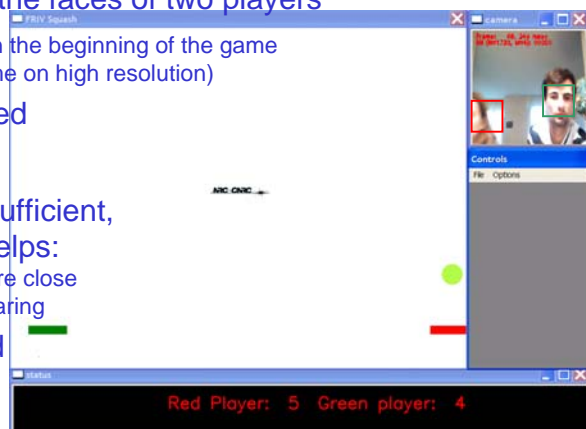 the faces of two players
FRIV Squash
camera
n the beginning of the game
ne on high resolution)
ed
Controls
File Options
ufficient,
elps:
re close
aring
d
status
Red Player: 5 Green player: 4